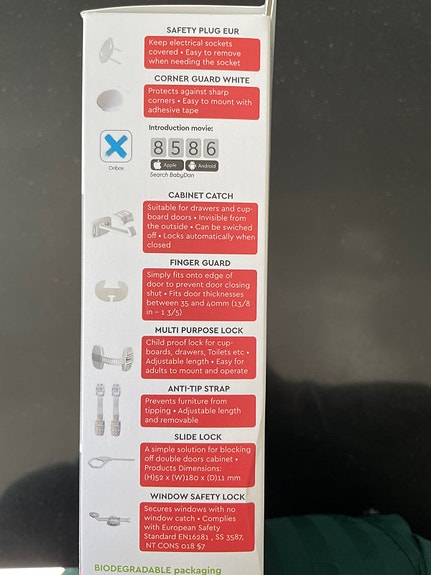 SAFETY PLUG EUR
Keep electrical sockets
covered • Easy to remove
when needing the socket
CORNER GUARD WHITE
Protects against sharp
corners • Easy to mount with
adhesive tape
Introduction movie:
8586
Apple Android
Onbox
Search BabyDan
CABINET CATCH
Suitable for drawers and cup-
board doors • Invisible from
the outside • Can be swiched
off • Locks automatically when
closed
FINGER GUARD
Simply fits onto edge of
door to prevent door closing
shut • Fits door thicknesses
between 35 and 40mm (13/8
in – 1 3/5)
MULTI PURPOSE LOCK
Child proof lock for cup-
boards, drawers, Toilets etc •
Adjustable length • Easy for
adults to mount and operate
ANTI-TIP STRAP
Prevents furniture from
tipping • Adjustable length
and removable
SLIDE LOCK
A simple solution for blocking
off double doors cabinet •
Products Dimensions:
(H)52 x (W)180 x (D)11 mm
WINDOW SAFETY LOCK
Secures windows with no
window catch • Complies
with European Safety
Standard EN16281 , SS 3587,
NT CONS 018 §7
BIODEGRADABLE packaging